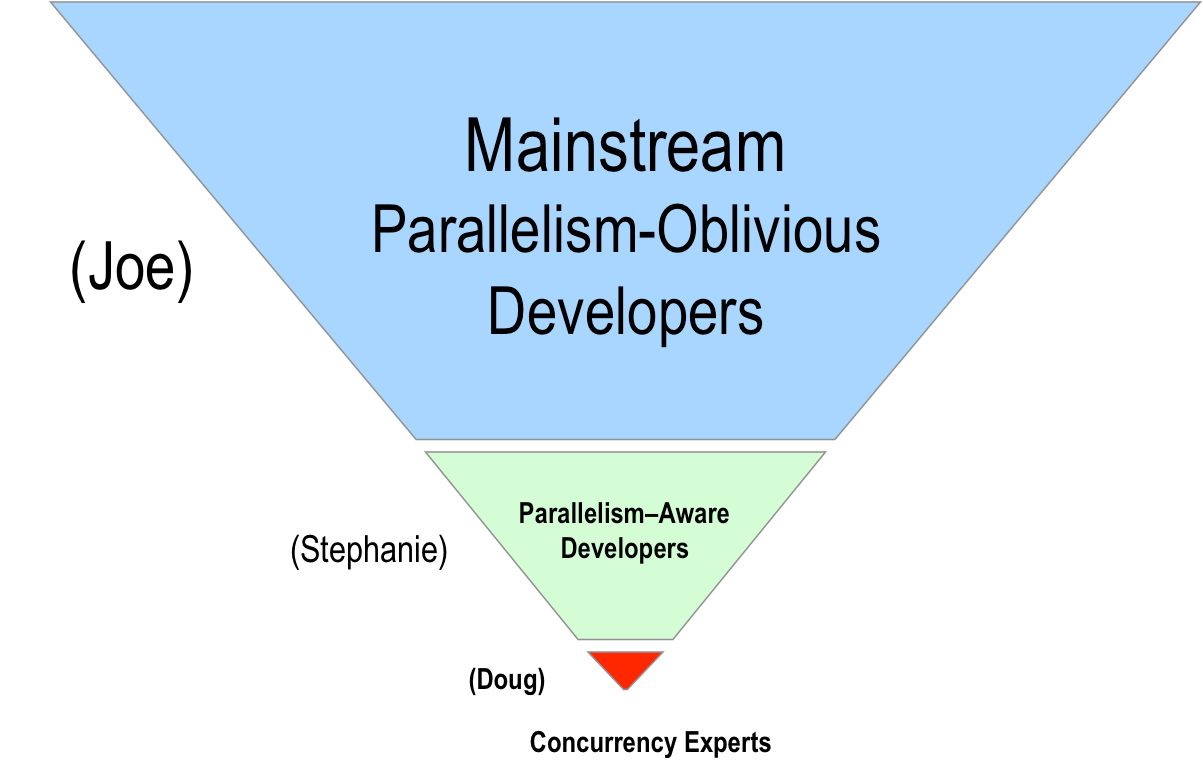 Mainstream
Parallelism-Oblivious
Developers
(Joe)
Parallelism–Aware
Developers
(Stephanie)
(Doug)
Concurrency Experts